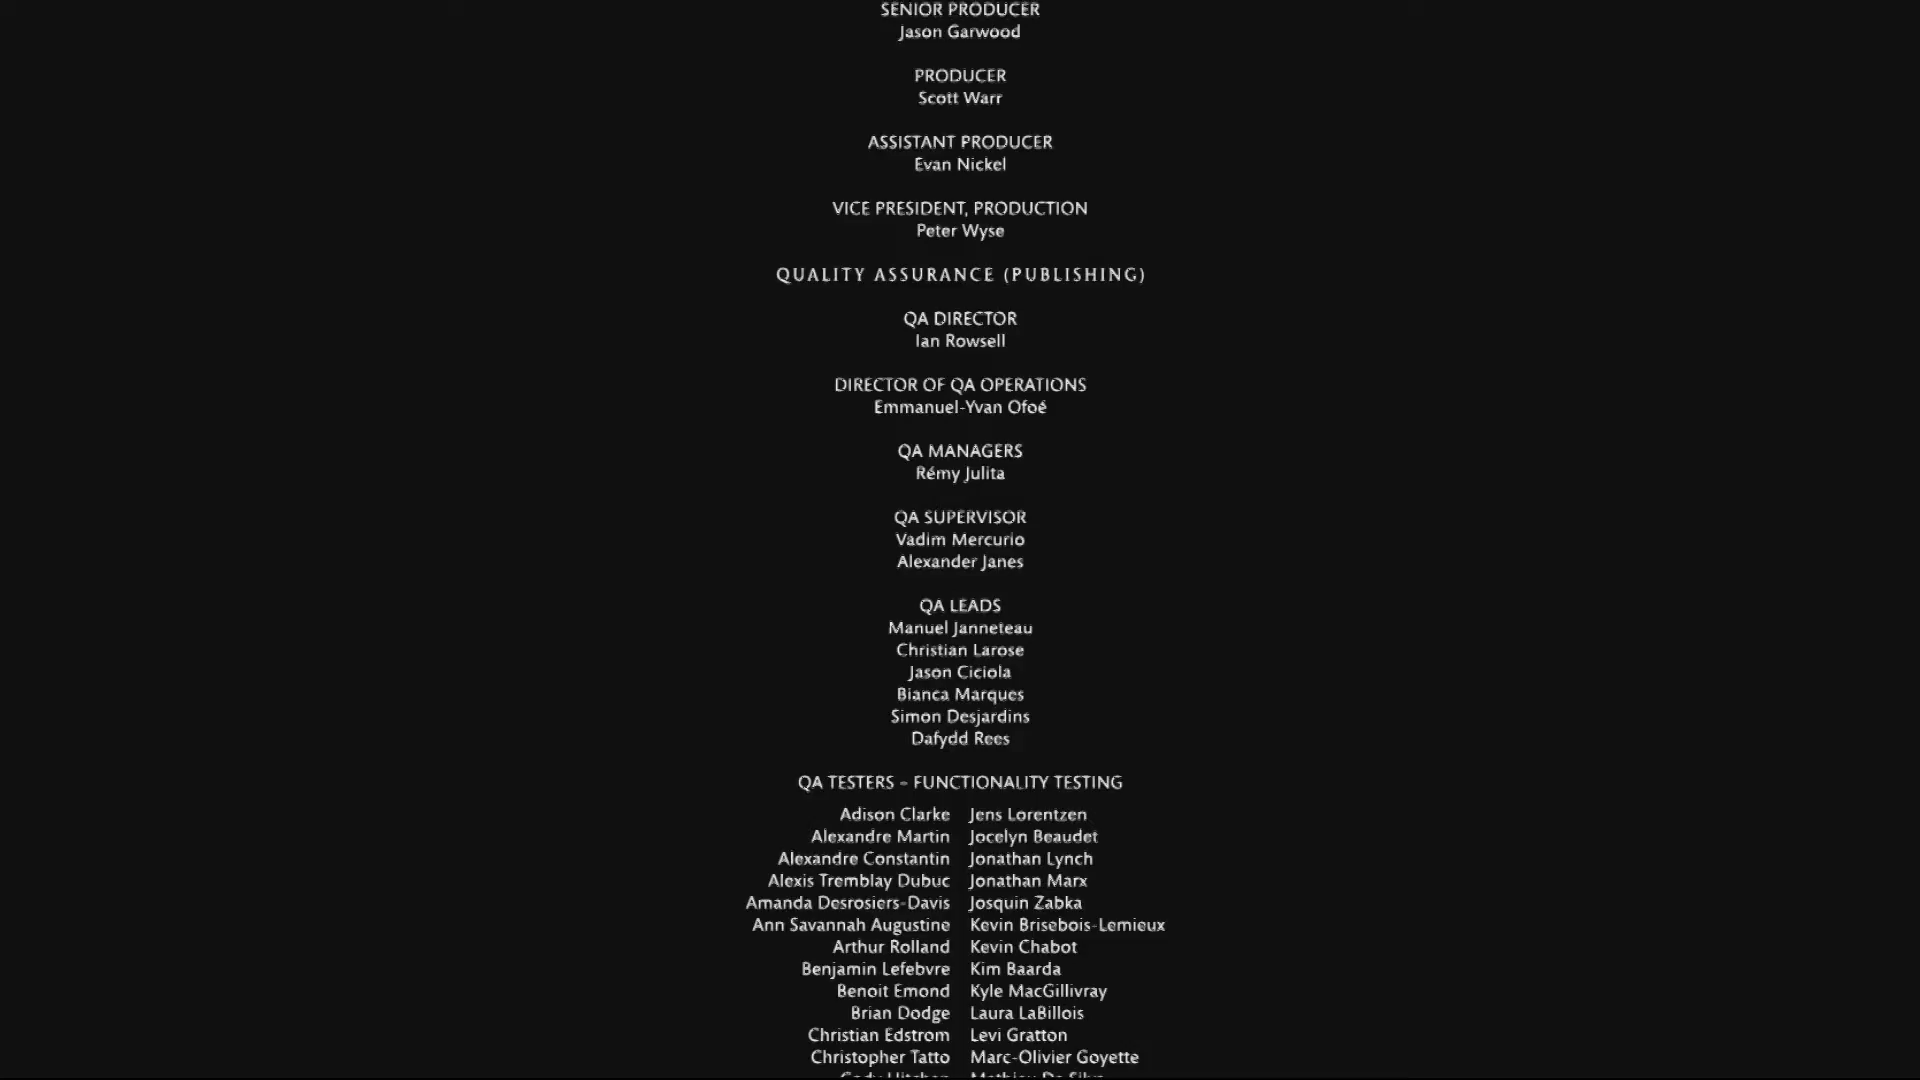 SENIOR PRODUCER
Jason Garwood
PRODUCER
Scott Warr
ASSISTANT PRODUCER
Evan Nickel
VICE PRESIDENT, PRODUCTION
Peter Wyse
QUALITY ASSURANCE (PUBLISHING)
QA DIRECTOR
Ian Rowsell
DIRECTOR OF QA OPERATIONS
Emmanuel-Yvan Ofoé
QA MANAGERS
Rémy Julita
QA SUPERVISOR
Vadim Mercurio
Alexander Janes
QA LEADS
Manuel Janneteau
Christian Larose
Jason Ciciola
Bianca Marques
Simon Desjardins
Dafydd Rees
QA TESTERS – FUNCTIONALITY TESTING
Adison Clarke Jens Lorentzen
Alexandre Martin Jocelyn Beaudet
Alexandre Constantin Jonathan Lynch
Alexis Tremblay Dubuc Jonathan Marx
Amanda Desrosiers-Davis Josquin Zabka
Ann Savannah Augustine Kevin Brisebois-Lemieux
Arthur Rolland Kevin Chabot
Benjamin Lefebvre Kim Baarda
Benoit Emond Kyle MacGillivray
Brian Dodge Laura LaBillois
Christian Edstrom Levi Gratton
Christopher Tatto Marc-Olivier Goyette